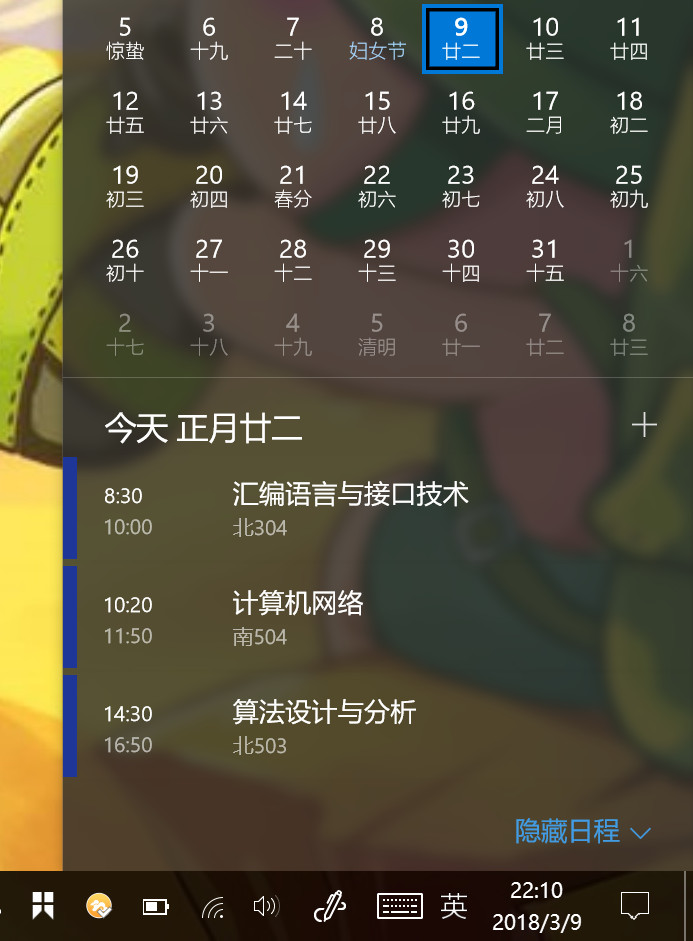 5 6 7 8 9 10 11
惊蛰 十九 二十 妇女节 廿二 廿三 廿四
12 13 14 15 16 17 18
廿五 廿六 廿七 廿八 廿九 二月 初二
19 20 21 22 23 24 25
初三 初四 春分 初六 初七 初八 初九
26 27 28 29 30 31 1
初十 十一 十二 十三 十四 十五 十六
2 3 4 5 6 7 8
十七 十八 十九 清明 廿一 廿二 廿三
今天 正月廿二
8:30 汇编语言与接口技术
10:00 北304
10:20 计算机网络
11:50 南504
14:30 算法设计与分析
16:50 北503
隐藏日程
英
22:10
2018/3/9